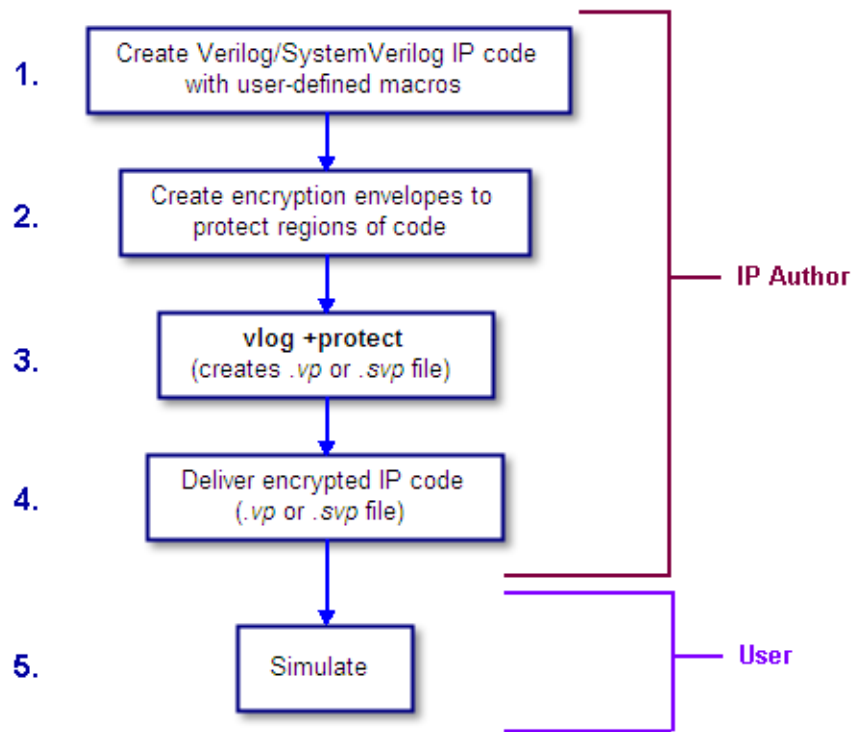 1.
Create Verilog/SystemVerilog IP code
with user-defined macros
2.
Create encryption envelopes to
protect regions of code
IP Author
3.
vlog +protect
(creates .vp or .svp file)
4.
Deliver encrypted IP code
(.vp or .svp file)
5.
Simulate
User